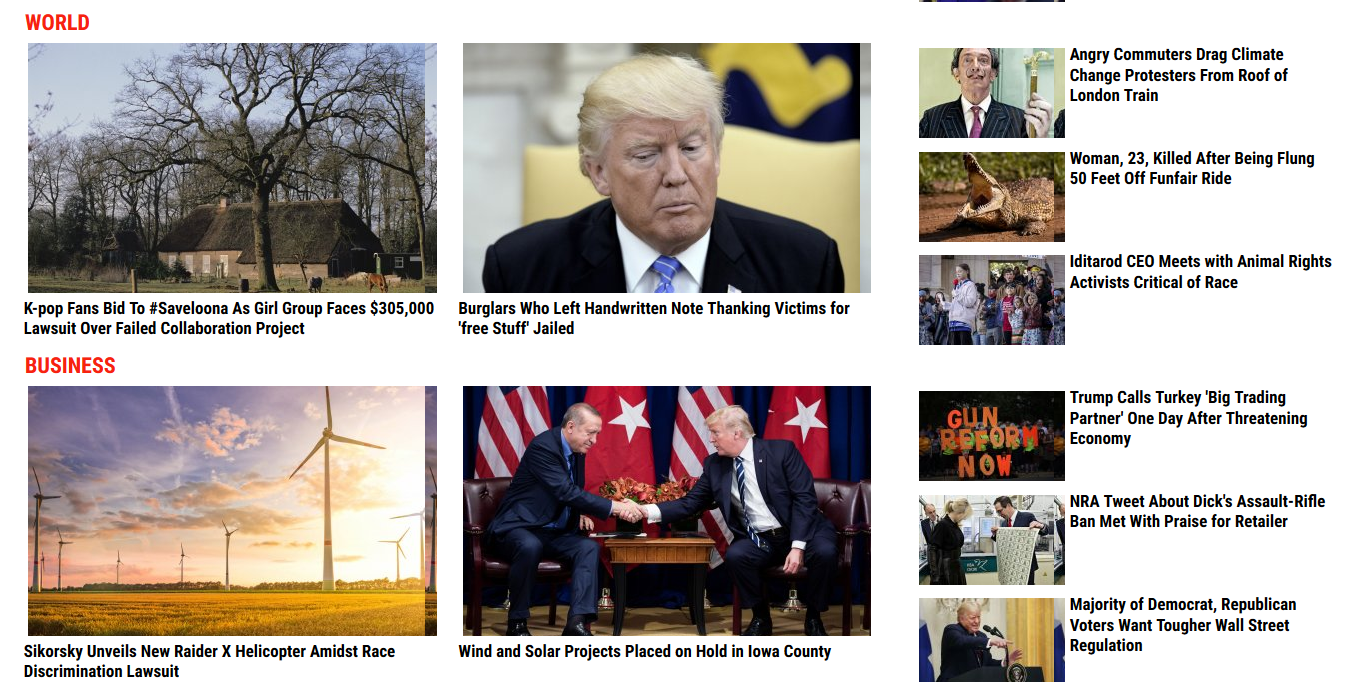 WORLD
K-pop Fans Bid To #Saveloona As Girl Group Faces $305,000
Lawsuit Over Failed Collaboration Project
Burglars Who Left Handwritten Note Thanking Victims for
'free Stuff' Jailed
Angry Commuters Drag Climate
Change Protesters From Roof of
London Train
Woman, 23, Killed After Being Flung
50 Feet Off Funfair Ride
Iditarod CEO Meets with Animal Rights
Activists Critical of Race
BUSINESS
Sikorsky Unveils New Raider X Helicopter Amidst Race
Discrimination Lawsuit
Wind and Solar Projects Placed on Hold in Iowa County
GUN
REFORM
NOW
Trump Calls Turkey 'Big Trading
Partner' One Day After Threatening
Economy
NRA Tweet About Dick's Assault-Rifle
Ban Met With Praise for Retailer
Majority of Democrat, Republican
Voters Want Tougher Wall Street
Regulation